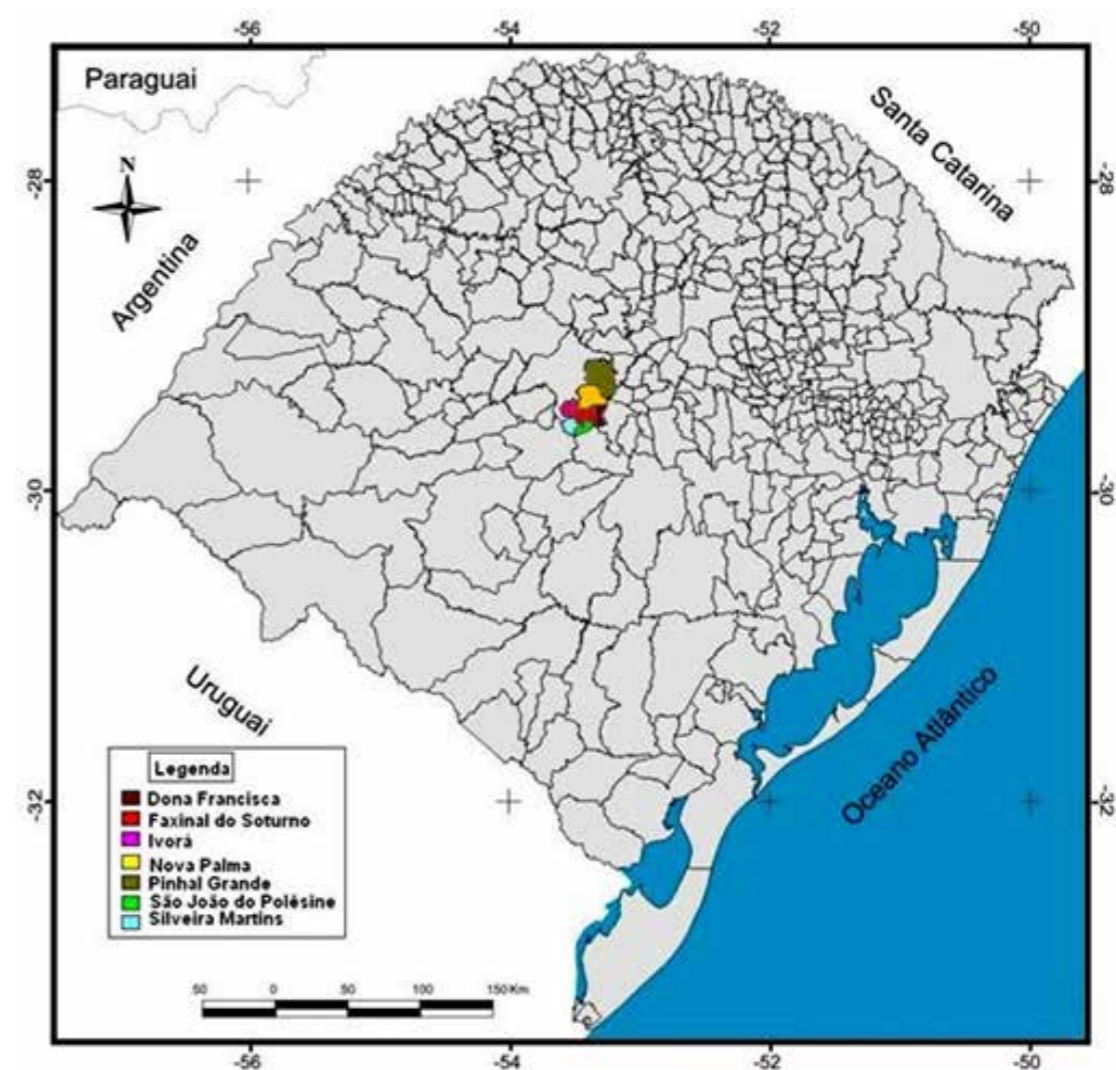 -56 -54 -52 -50
Paraguai
Santa Catarina
N
-28 -28
Argentina
-30 -30
Uruguai
Oceano Atlântico
Legenda
Dona Francisca
Faxinal do Soturno
Ivorá
Nova Palma
Pinhal Grande
São João do Polêsine
Silveira Martins
-32 -32
50 0 50 100 150 Km
-56 -54 -52 -50